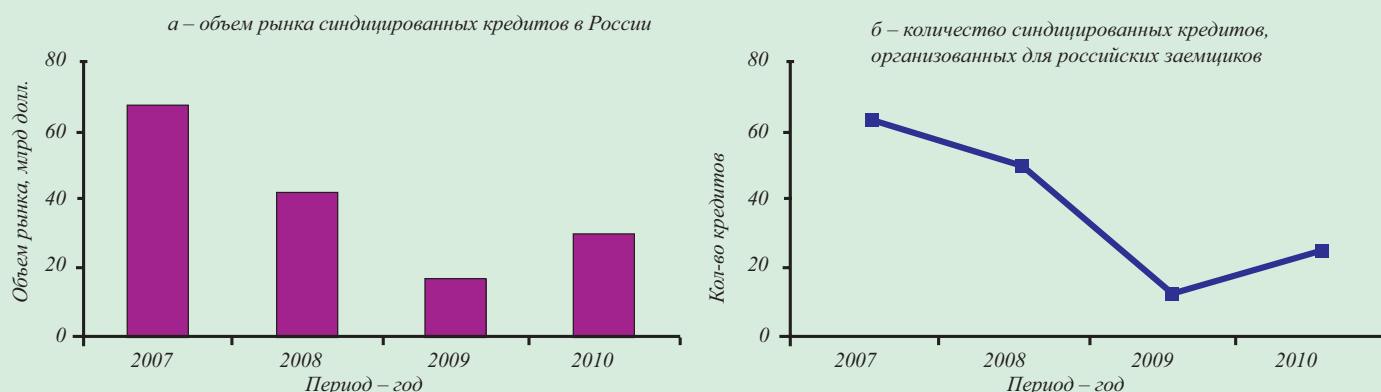 а – объем рынка синдицированных кредитов в России
80
60
40
20
0
Объем рынка, млрд долл.
2007 2008 2009 2010
Период – год
б – количество синдицированных кредитов,
организованных для российских заемщиков
80
60
40
20
0
Кол-во кредитов
2007 2008 2009 2010
Период – год